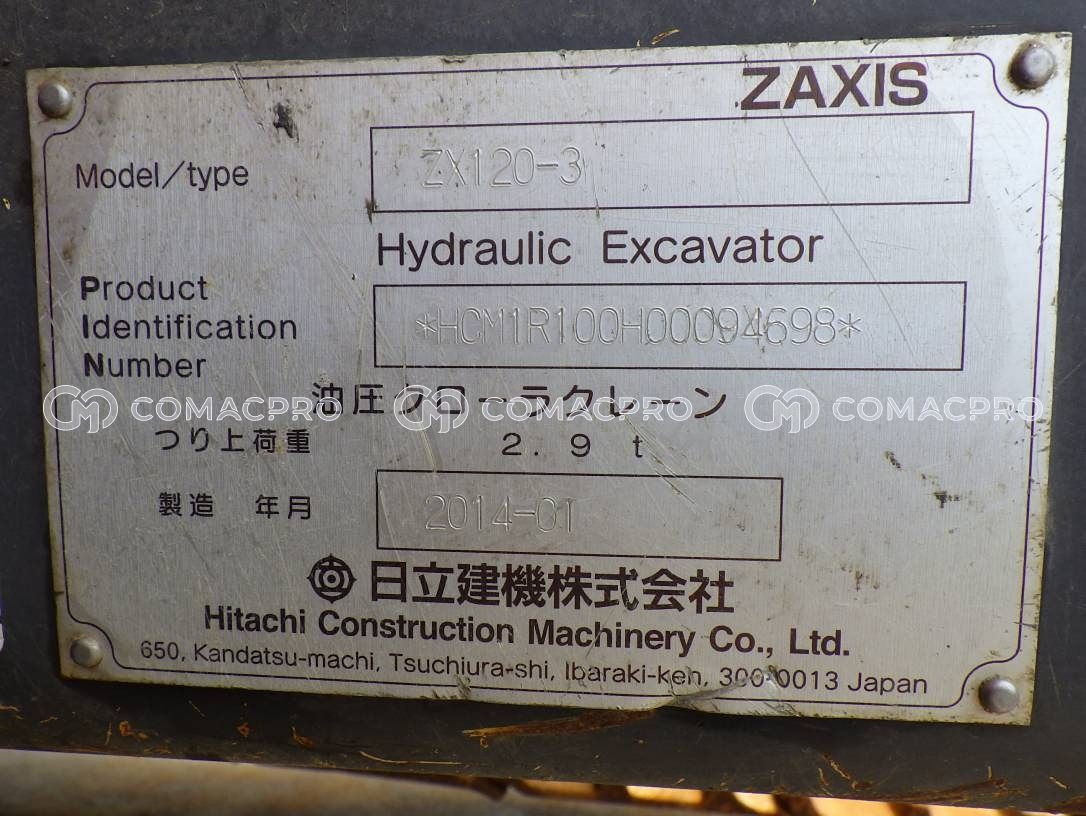 ZAXIS
Model/type ZX120-3
Hydraulic Excavator
Product
Identification *HCM1R100H00094698*
Number
油圧クローラクレーン
COMACPRO COMACPRO COMACPRO
つり上荷重 2.9 t
製造 年月 2014-01
日立建機株式会社
Hitachi Construction Machinery Co., Ltd.
650, Kandatsu-machi, Tsuchiura-shi, Ibaraki-ken, 300-0013 Japan